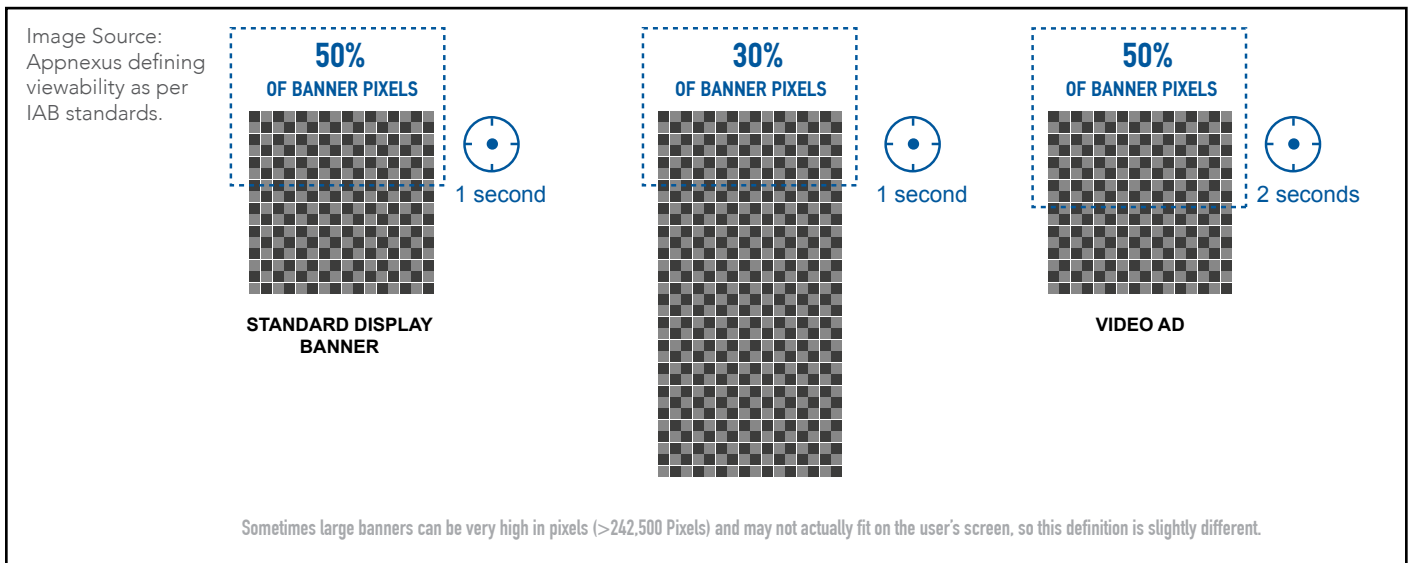 Image Source:
Appnexus defining
viewability as per
IAB standards.
50%
OF BANNER PIXELS
1 second
STANDARD DISPLAY
BANNER
30%
OF BANNER PIXELS
1 second
50%
OF BANNER PIXELS
2 seconds
VIDEO AD
Sometimes large banners can be very high in pixels (>242,500 Pixels) and may not actually fit on the user's screen, so this definition is slightly different.